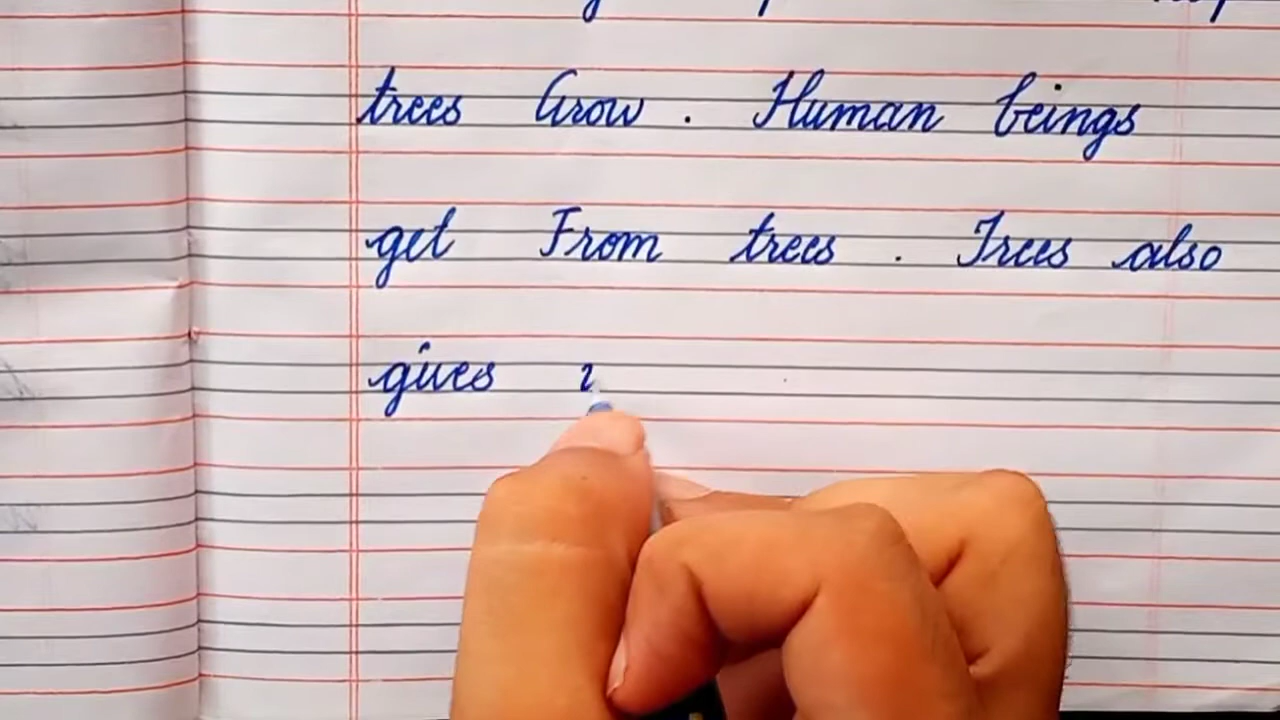 trees Grow . Human beings
get From trees . Trees also
gives